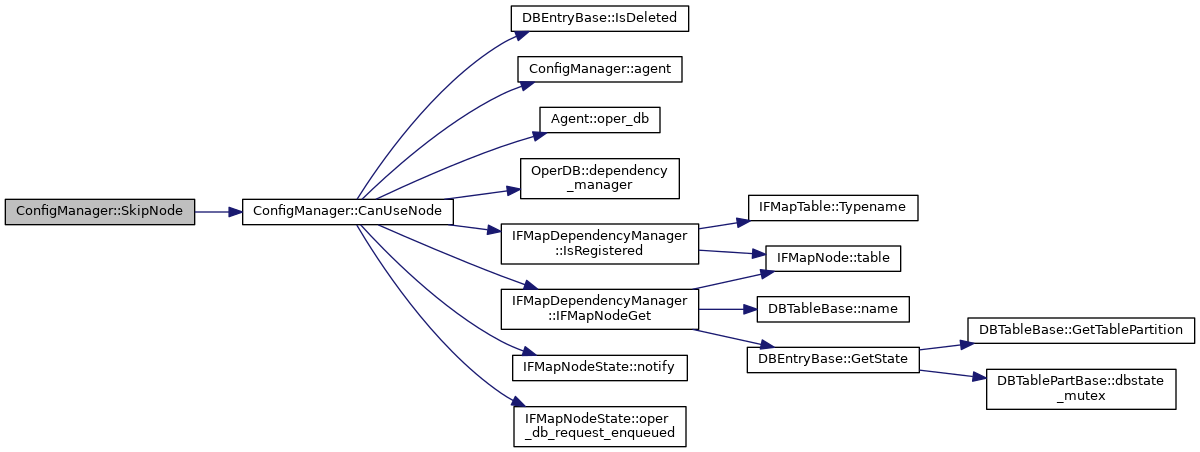 DBEntryBase::IsDeleted
ConfigManager::agent
Agent::oper_db
OperDB::dependency
_manager
ConfigManager::SkipNode
ConfigManager::CanUseNode
IFMapDependencyManager
::IsRegistered
IFMapTable::Typename
IFMapNode::table
IFMapDependencyManager
::IFMapNodeGet
DBTableBase::name
DBEntryBase::GetState
DBTableBase::GetTablePartition
DBTablePartBase::dbstate
_mutex
IFMapNodeState::notify
IFMapNodeState::oper
_db_request_enqueued